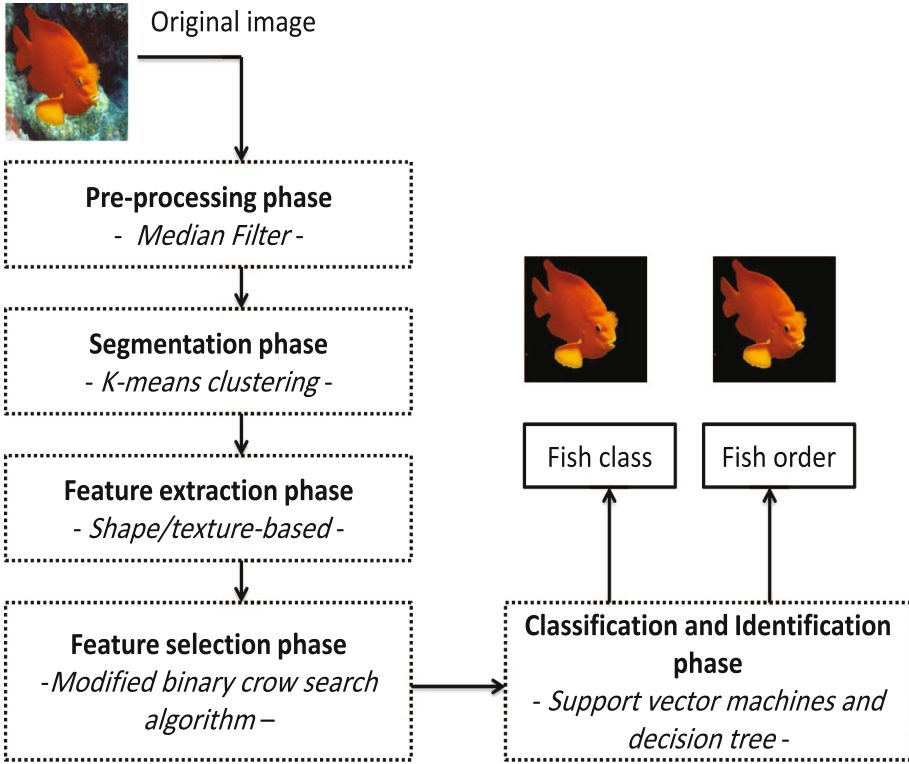 Original image
Pre-processing phase
- Median Filter -
Segmentation phase
- K-means clustering -
Feature extraction phase
- Shape/texture-based -
Feature selection phase
-Modified binary crow search
algorithm –
Fish class
Fish order
Classification and Identification
phase
- Support vector machines and
decision tree -